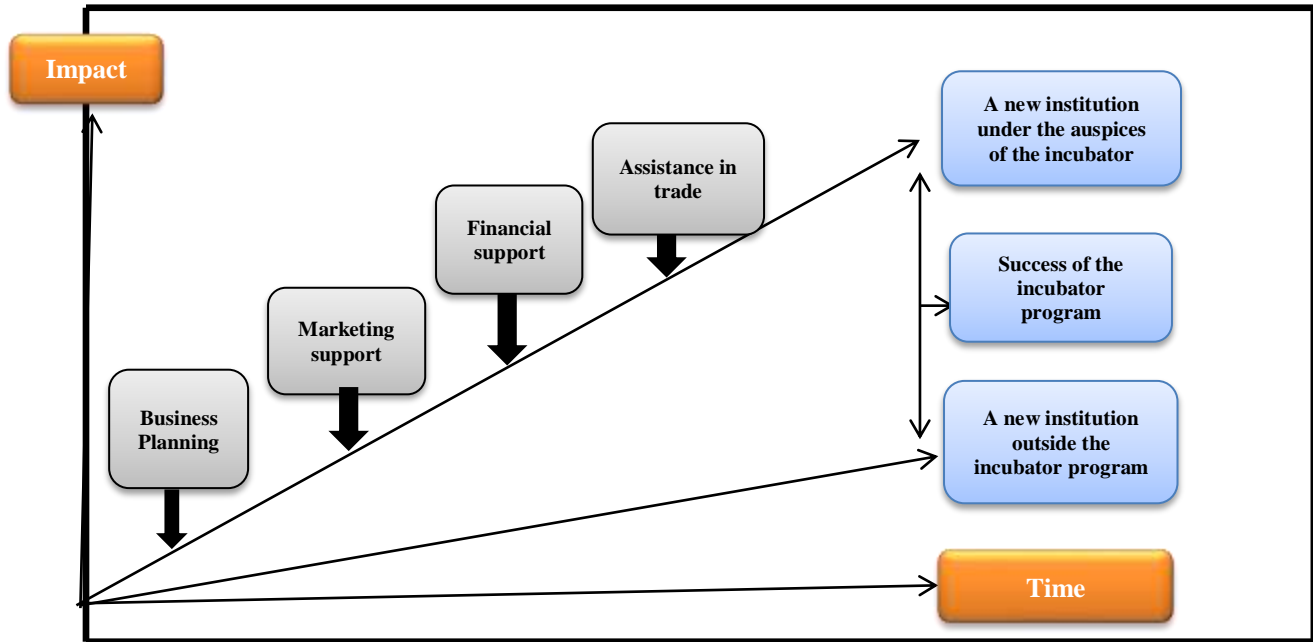 Impact
A new institution
under the auspices
of the incubator
Assistance in
trade
Financial
support
Success of the
incubator
program
Marketing
support
Business
Planning
A new institution
outside the
incubator program
Time